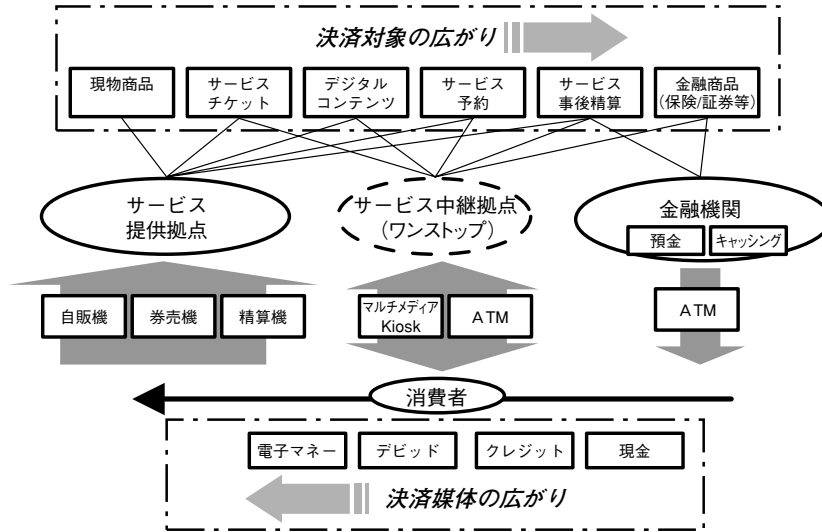 決済対象の広がり
現物商品
サービス
チケット
デジタル
コンテンツ
サービス
予約
サービス
事後精算
金融商品
(保険/証券等)
サービス
提供拠点
サービス中継拠点
(ワンストップ)
金融機関
預金
キャッシング
自販機
券売機
精算機
マルチメディア
Kiosk
ATM
ATM
消費者
電子マネー
デビッド
クレジット
現金
決済媒体の広がり